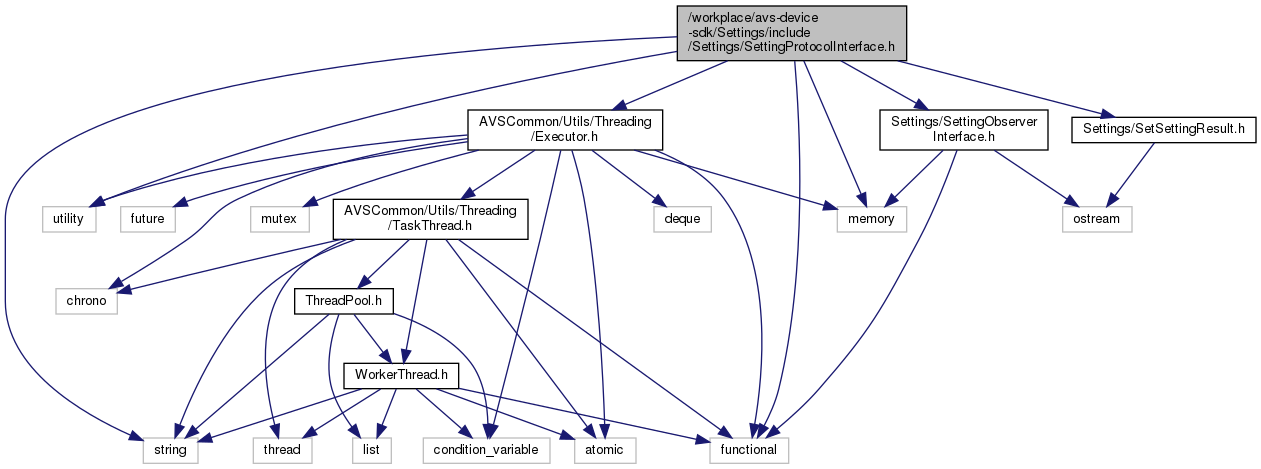 /workplace/avs-device
-sdk/Settings/include
/Settings/SettingProtocolInterface.h
AVSCommon/Utils/Threading
/Executor.h
Settings/SettingObserver
Interface.h
Settings/SetSettingResult.h
utility
future
mutex
AVSCommon/Utils/Threading
/TaskThread.h
deque
memory
ostream
chrono
ThreadPool.h
WorkerThread.h
string
thread
list
condition_variable
atomic
functional